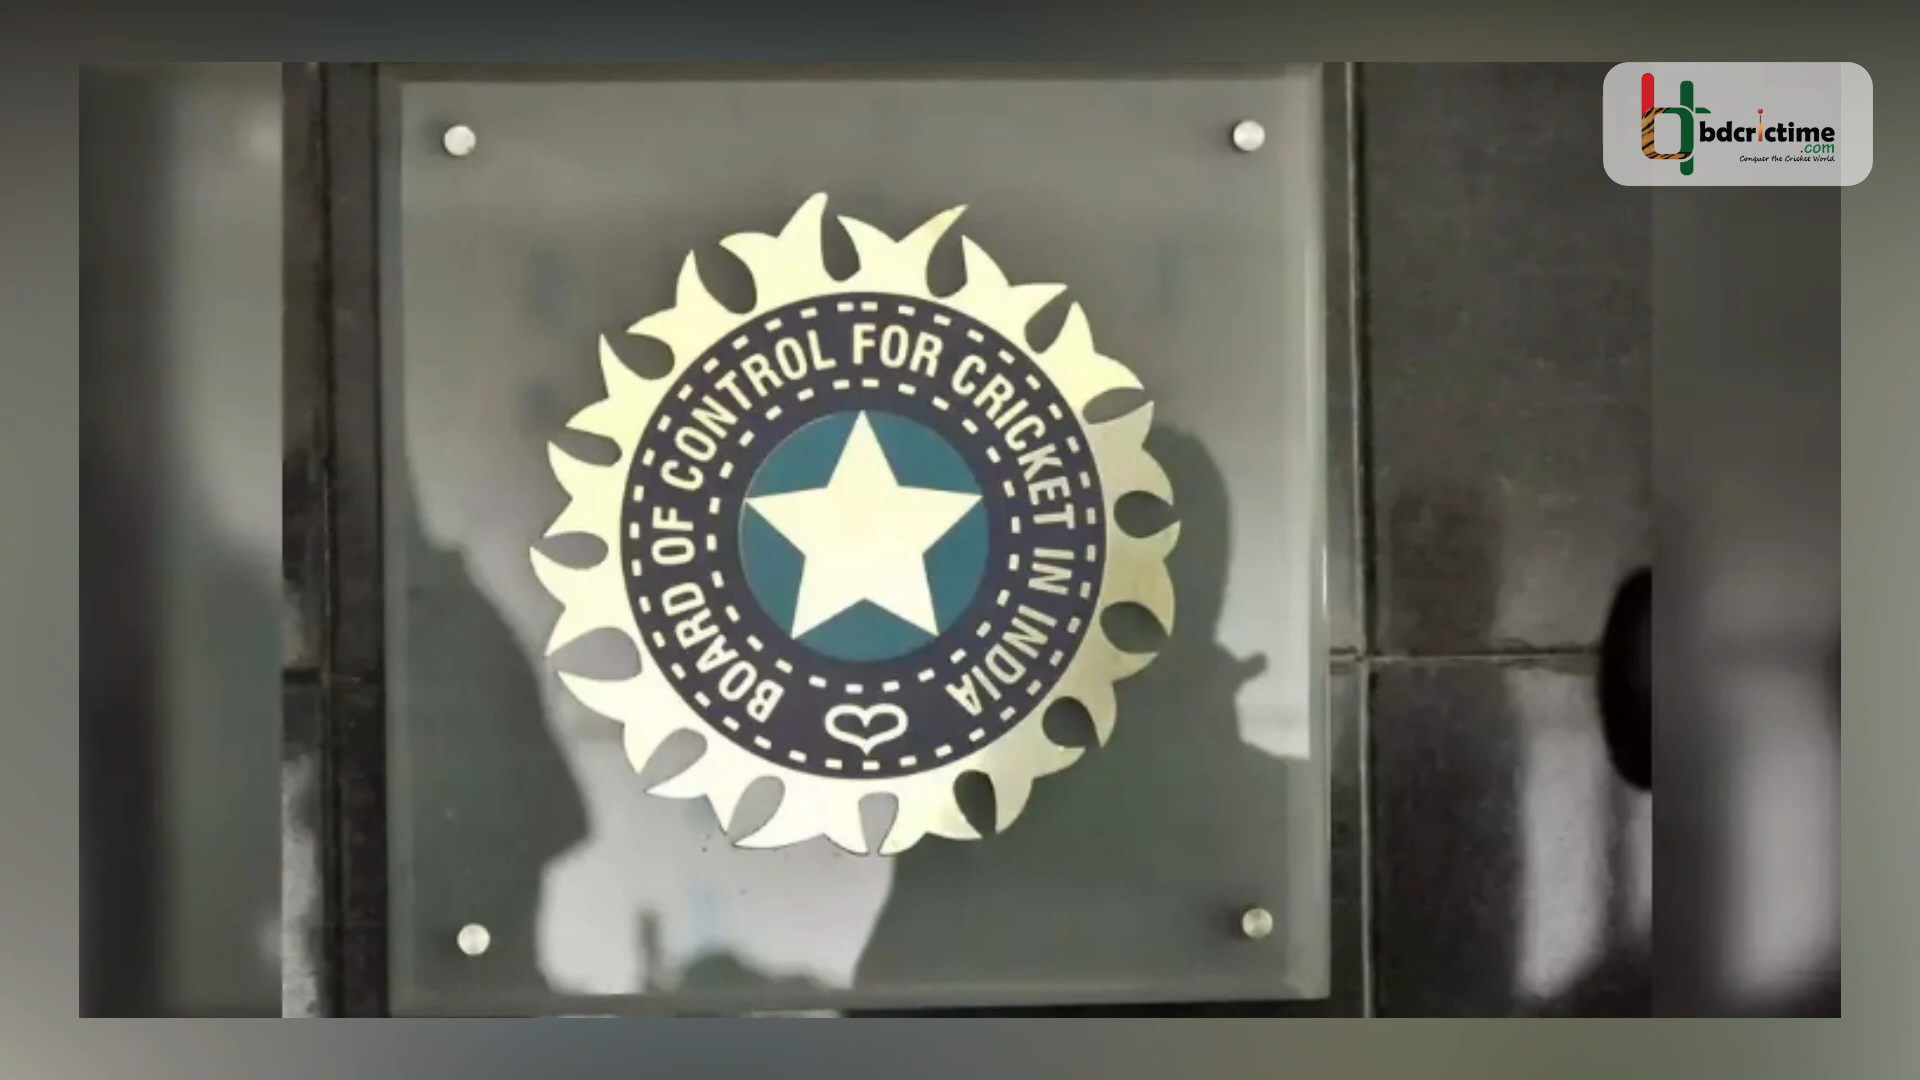 BOARD OF CONTROL FOR CRICKET IN INDIA
bdcrictime
.com
Conquer the Cricket World